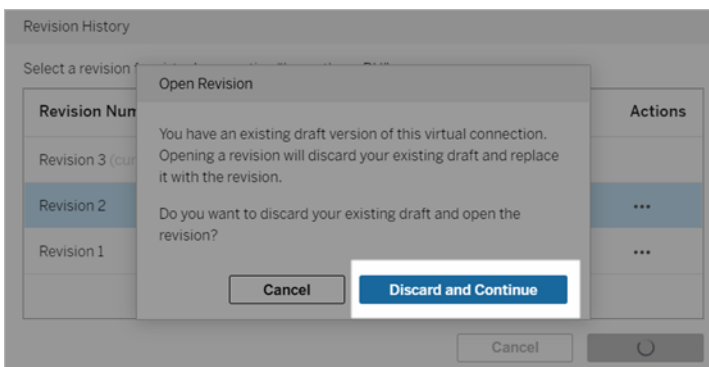 Revision History
Select a revision
Open Revision
Revision Num
Actions
You have an existing draft version of this virtual connection.
Opening a revision will discard your existing draft and replace
it with the revision.
Revision 3 (cur
Revision 2
Do you want to discard your existing draft and open the
revision?
Revision 1
Cancel
Discard and Continue
Cancel